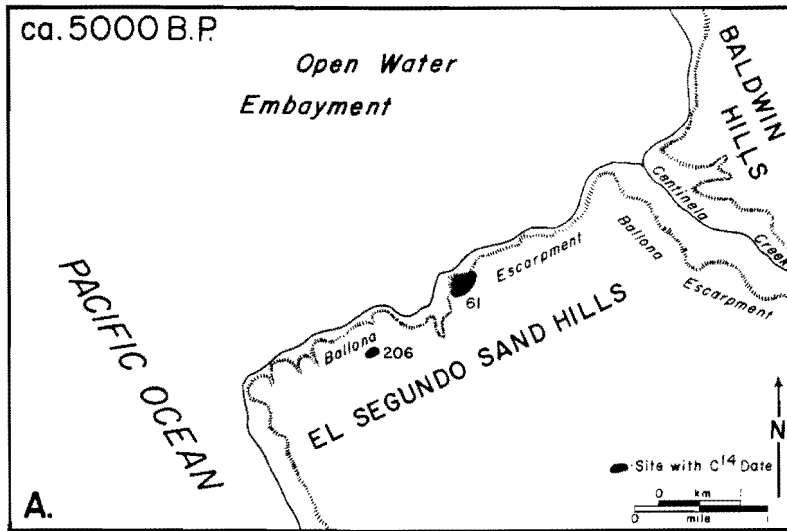 ca. 5000 B.P.
Open Water
Embayment
BALDWIN
HILLS
Centinela
Creek
Ballona
Escarpment
Escarpment
61
Ballona
206
PACIFIC OCEAN
EL SEGUNDO SAND HILLS
N
Site with C14 Date
0 km 1
0 mile 1
A.